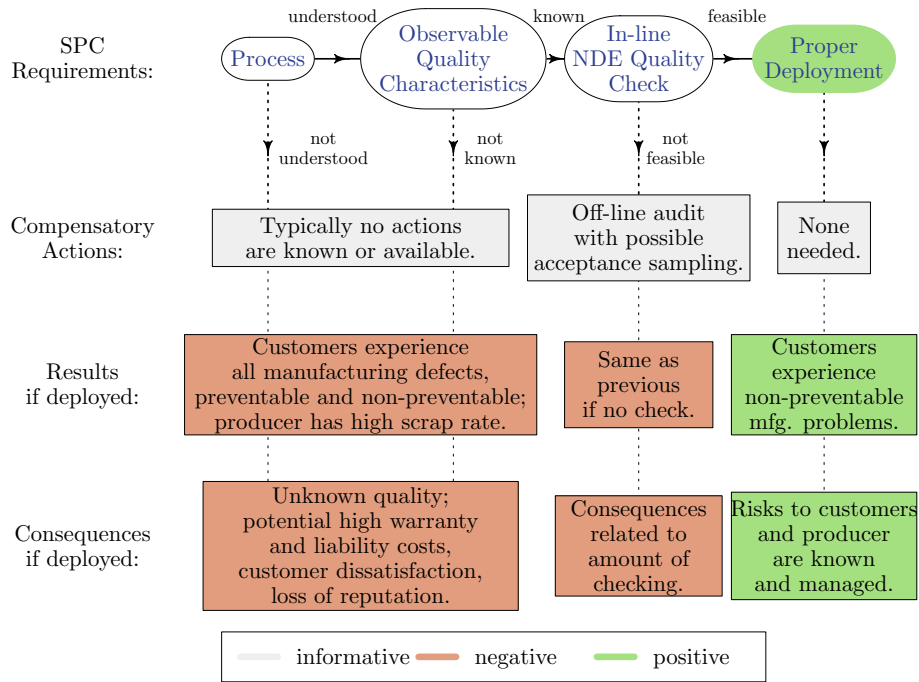 understood
known
feasible
SPC
Requirements:
Process
Observable
Quality
Characteristics
In-line
NDE Quality
Check
Proper
Deployment
not
understood
not
known
not
feasible
Compensatory
Actions:
Typically no actions
are known or available.
Off-line audit
with possible
acceptance sampling.
None
needed.
Results
if deployed:
Customers experience
all manufacturing defects,
preventable and non-preventable;
producer has high scrap rate.
Same as
previous
if no check.
Customers
experience
non-preventable
mfg. problems.
Consequences
if deployed:
Unknown quality;
potential high warranty
and liability costs,
customer dissatisfaction,
loss of reputation.
Consequences
related to
amount of
checking.
Risks to customers
and producer
are known
and managed.
informative
negative
positive